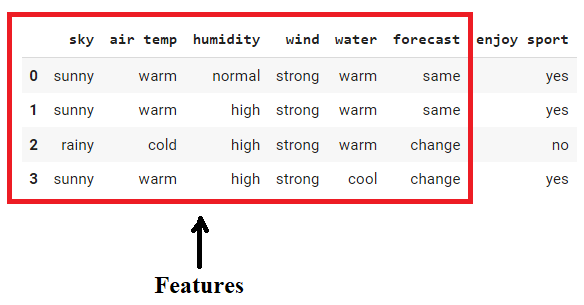 sky air temp humidity wind water forecast enjoy sport
0 sunny warm normal strong warm same yes
1 sunny warm high strong warm same yes
2 rainy cold high strong warm change no
3 sunny warm high strong cool change yes
Features